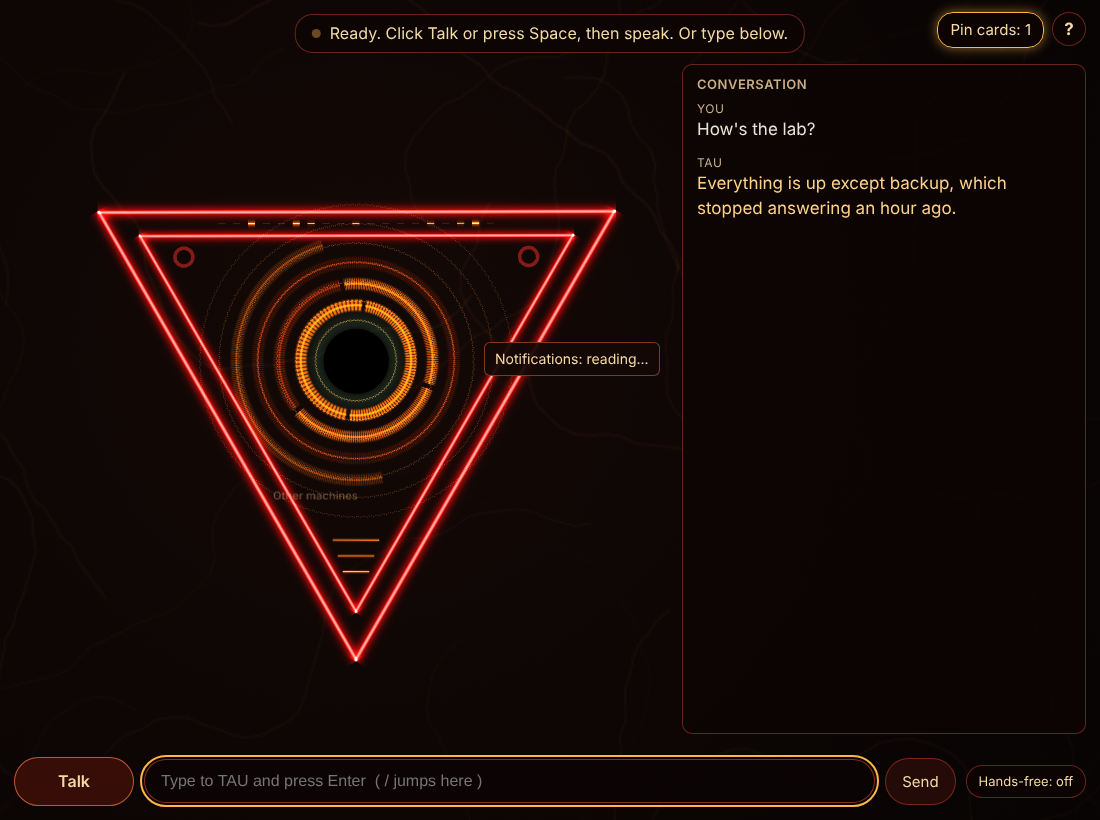 Ready. Click Talk or press Space, then speak. Or type below.
Pin cards: 1
?
CONVERSATION
YOU
How's the lab?
TAU
Everything is up except backup, which
stopped answering an hour ago.
Notifications: reading...
Other machines
Talk
Type to TAU and press Enter ( / jumps here )
Send
Hands-free: off